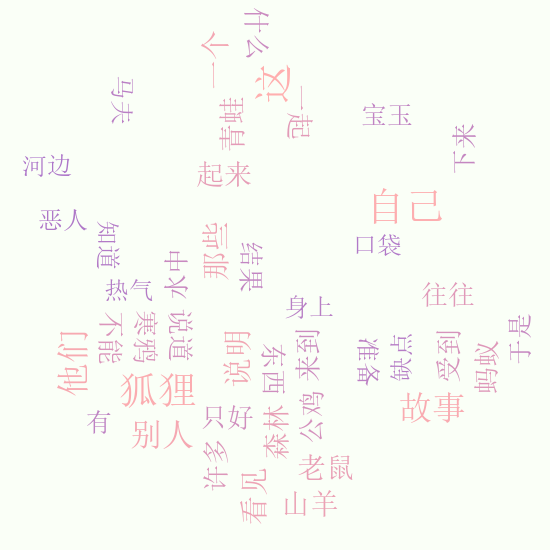 什么
一个
这
马夫
青蛙
一起
宝玉
下来
河边
起来
自己
恶人
知道
那些
结果
口袋
水中
热气
身上
往往
不能
寒鸦
说道
他们
说明
东西
来到
准备
缺点
受到
蚂蚁
于是
狐狸
故事
有
别人
只好
森林
公鸡
许多
看见
老鼠
山羊